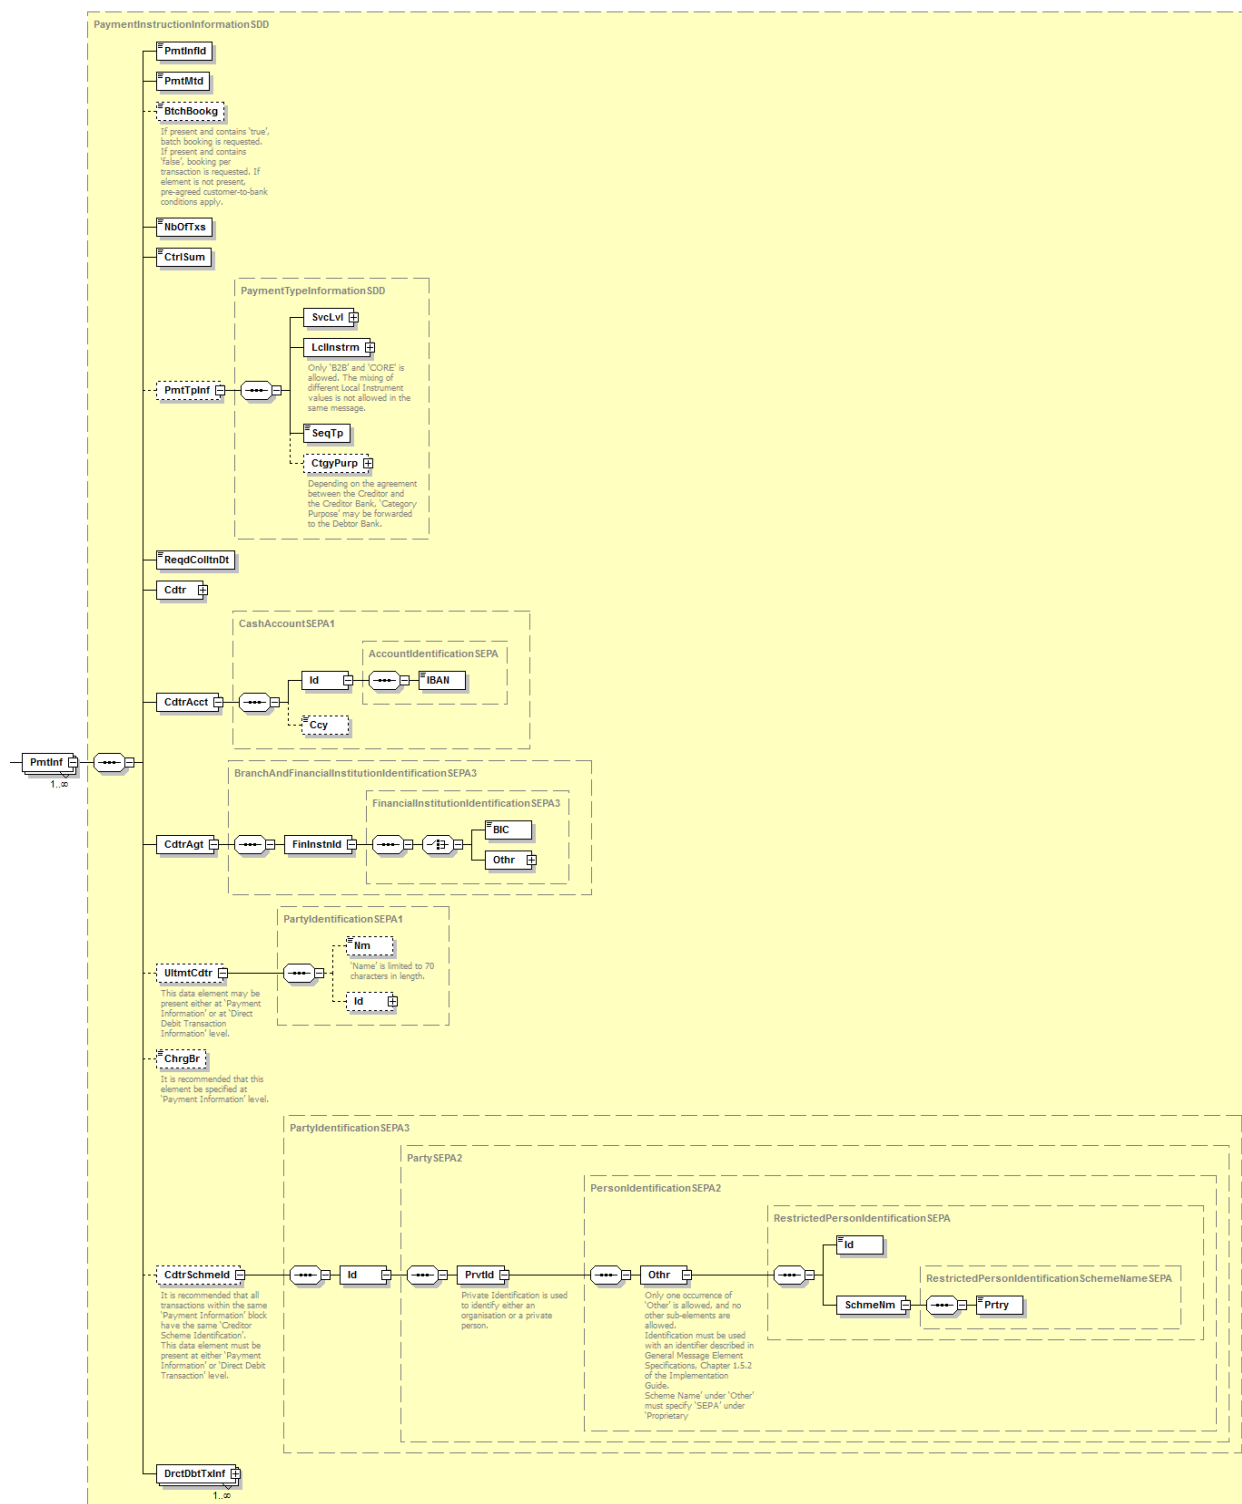 PaymentInstructionInformationSDD
PmtInfId
PmtMtd
BtchBookg
If present and contains 'true',
batch booking is requested.
If present and contains
'false', booking per
transaction is requested. If
element is not present,
pre-agreed customer-to-bank
conditions apply.
NbOfTxs
CtrlSum
PaymentTypeInformationSDD
SvcLvl
LclInstrm
Only 'B2B' and 'CORE' is
allowed. The mixing of
different Local Instrument
values is not allowed in the
same message.
PmtTpInf
SeqTp
CtgyPurp
Depending on the agreement
between the Creditor and
the Creditor Bank, 'Category
Purpose' may be forwarded
to the Debtor Bank.
ReqdColltnDt
Cdtr
CashAccountSEPA1
AccountIdentificationSEPA
Id
IBAN
CdtrAcct
Ccy
PmtInf
1..∞
BranchAndFinancialInstitutionIdentificationSEPA3
FinancialInstitutionIdentificationSEPA3
BIC
CdtrAgt
FinInstnId
Othr
PartyIdentificationSEPA1
Nm
'Name' is limited to 70
characters in length.
UltmtCdtr
Id
This data element may be
present either at 'Payment
Information' or at 'Direct
Debit Transaction
Information' level.
ChrgBr
It is recommended that this
element be specified at
'Payment Information' level.
PartyIdentificationSEPA3
PartySEPA2
PersonIdentificationSEPA2
RestrictedPersonIdentificationSEPA
Id
RestrictedPersonIdentificationSchemeNameSEPA
CdtrSchmeId
Id
PrvtId
Othr
SchmeNm
Prtry
It is recommended that all
transactions within the same
'Payment Information' block
have the same 'Creditor
Scheme Identification'.
This data element must be
present at either 'Payment
Information' or 'Direct Debit
Transaction' level.
Private Identification is used
to identify either an
organisation or a private
person.
Only one occurrence of
'Other' is allowed, and no
other sub-elements are
allowed.
Identification must be used
with an identifier described in
General Message Element
Specifications, Chapter 1.5.2
of the Implementation
Guide.
Scheme Name' under 'Other'
must specify 'SEPA' under
'Proprietary
DrctDbtTxInf
1..∞